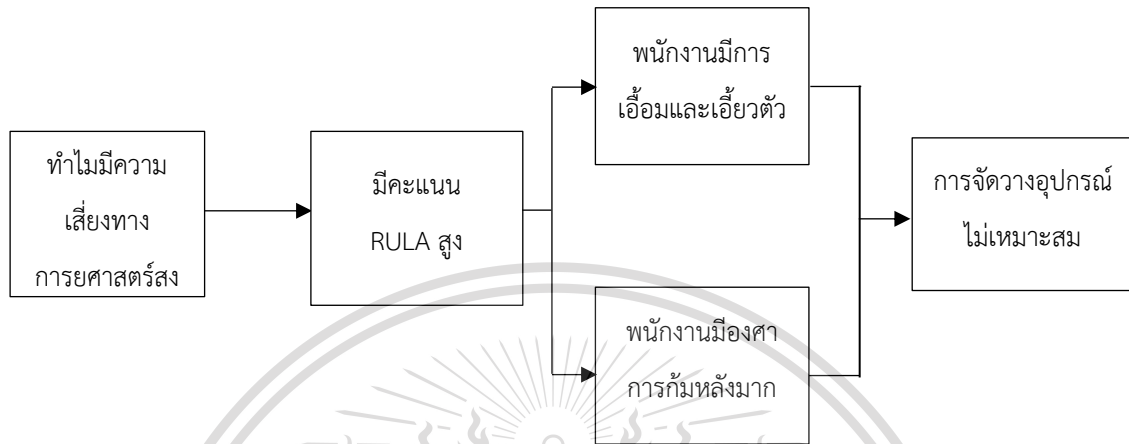 ทำไมมีความ
เสี่ยงทาง
การยศาสตร์สง
มีคะแนน
RULA สูง
พนักงานมีการ
เอื้อมและเอี้ยวตัว
พนักงานมีองศา
การก้มหลังมาก
การจัดวางอุปกรณ์
ไม่เหมาะสม